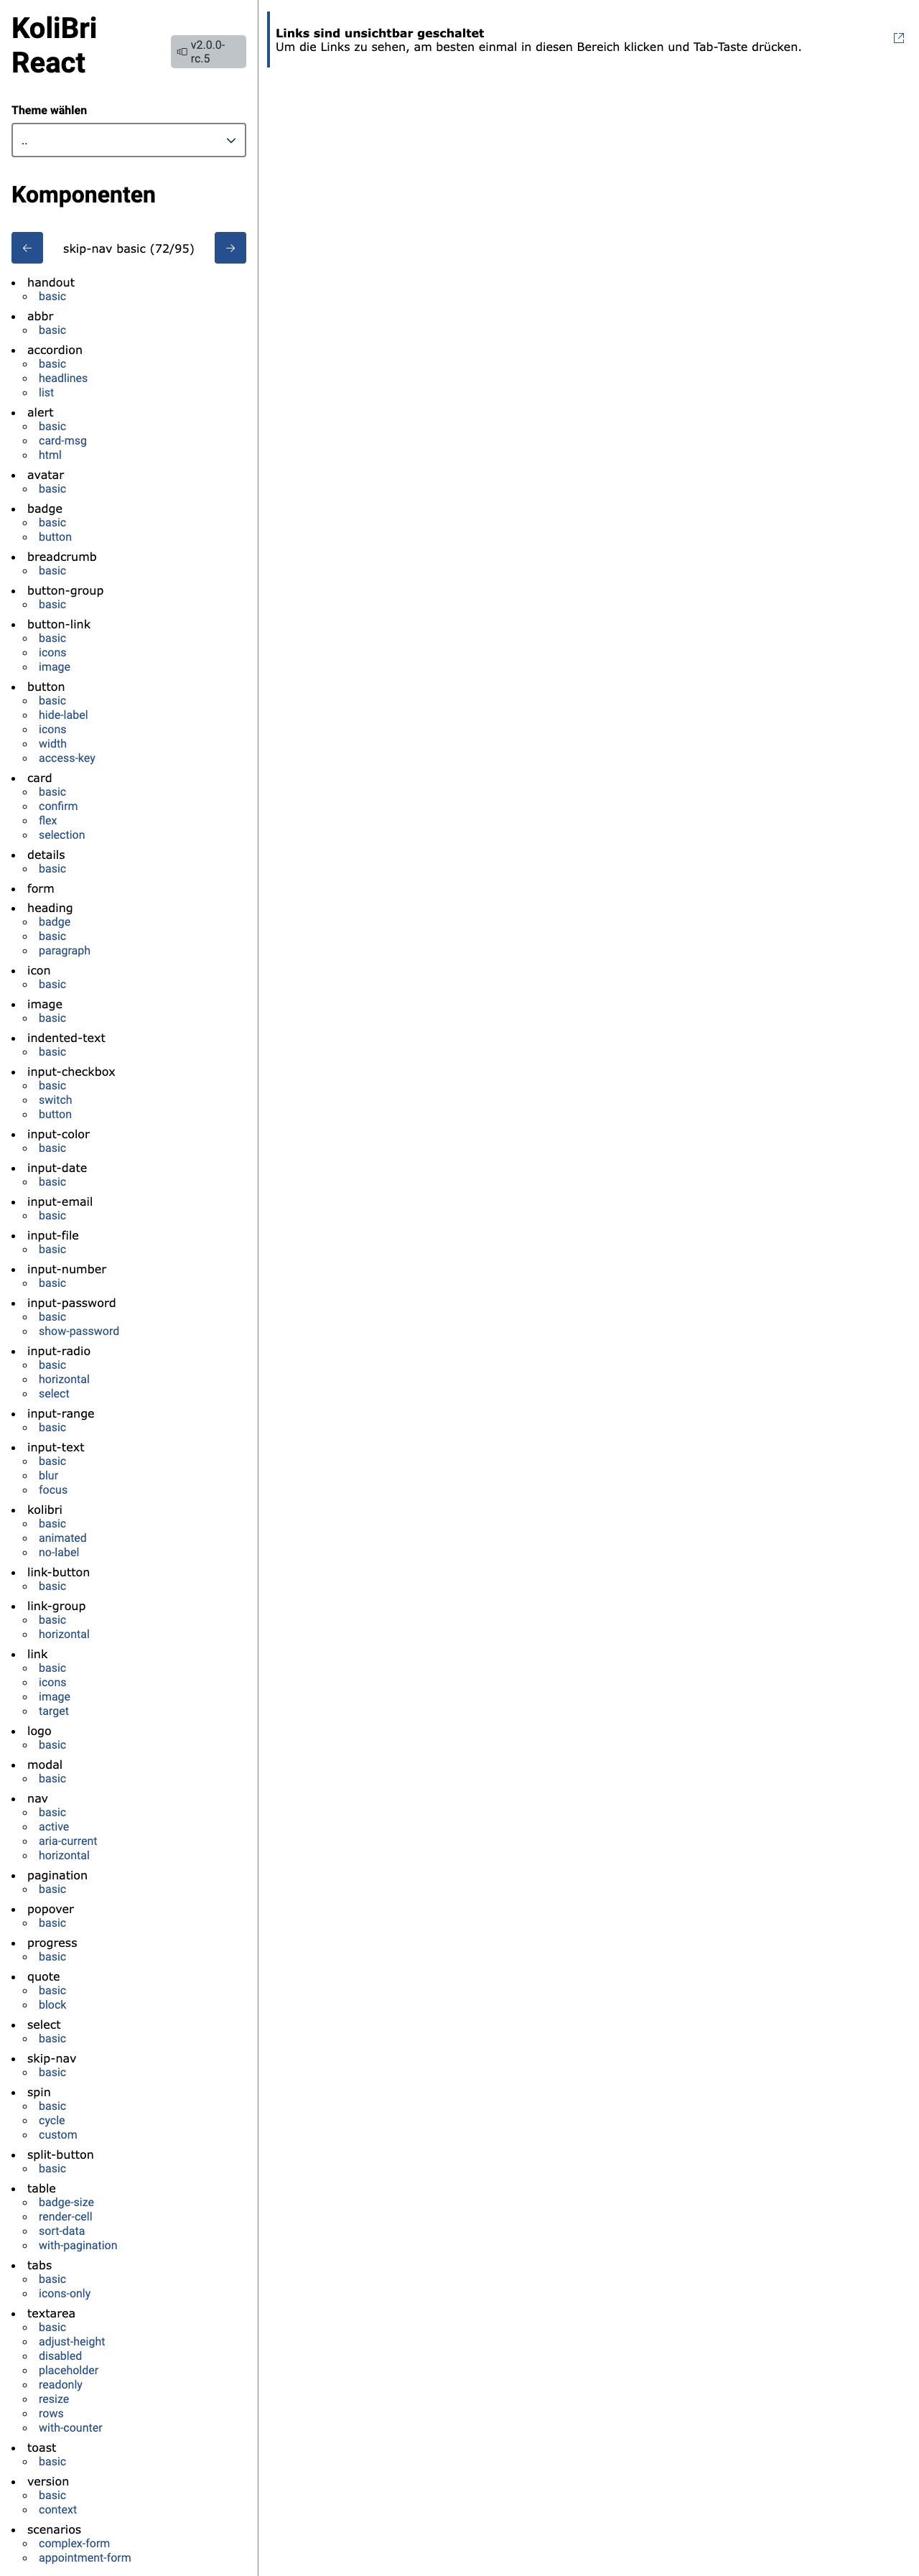 KoliBri
React
v2.0.0-
rc.5
Theme wählen
..
Komponenten
skip-nav basic (72/95)
handout
basic
abbr
basic
accordion
basic
headlines
list
alert
basic
card-msg
html
avatar
basic
badge
basic
button
breadcrumb
basic
button-group
basic
button-link
basic
icons
image
button
basic
hide-label
icons
width
access-key
card
basic
confirm
flex
selection
details
basic
form
heading
badge
basic
paragraph
icon
basic
image
basic
indented-text
basic
input-checkbox
basic
switch
button
input-color
basic
input-date
basic
input-email
basic
input-file
basic
input-number
basic
input-password
basic
show-password
input-radio
basic
horizontal
select
input-range
basic
input-text
basic
blur
focus
kolibri
basic
animated
no-label
link-button
basic
link-group
basic
horizontal
link
basic
icons
image
target
logo
basic
modal
basic
nav
basic
active
aria-current
horizontal
pagination
basic
popover
basic
progress
basic
quote
basic
block
select
basic
skip-nav
basic
spin
basic
cycle
custom
split-button
basic
table
badge-size
render-cell
sort-data
with-pagination
tabs
basic
icons-only
textarea
basic
adjust-height
disabled
placeholder
readonly
resize
rows
with-counter
toast
basic
version
basic
context
scenarios
complex-form
appointment-form
Links sind unsichtbar geschaltet
Um die Links zu sehen, am besten einmal in diesen Bereich klicken und Tab-Taste drücken.